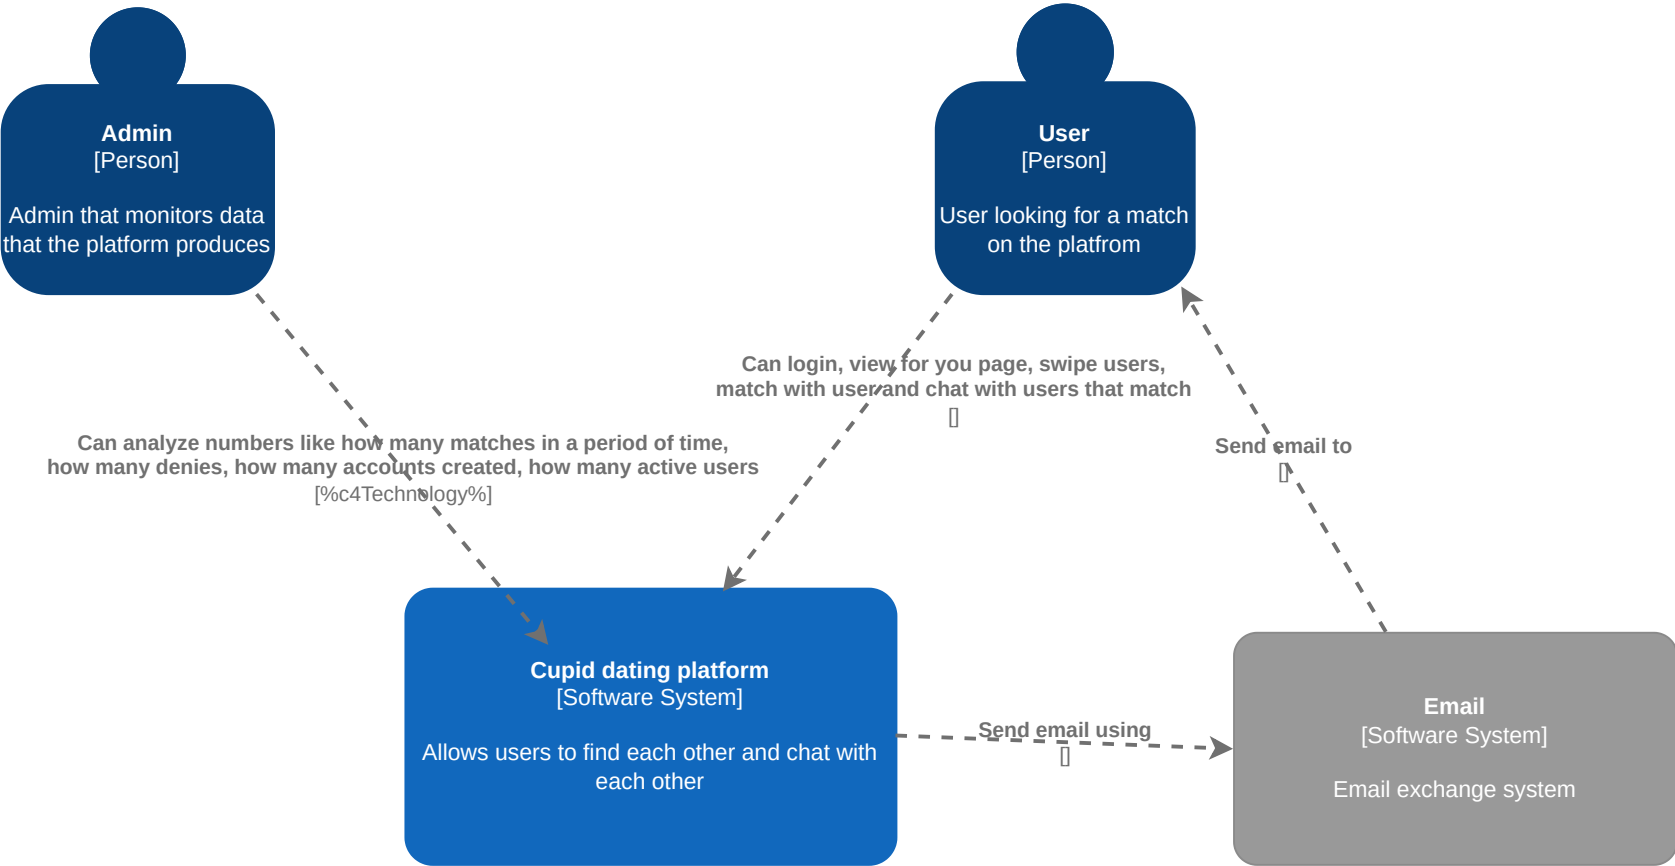 Admin
[Person]
Admin that monitors data
that the platform produces
User
[Person]
User looking for a match
on the platfrom
Can login, view for you page, swipe users,
match with user and chat with users that match
[]
Can analyze numbers like how many matches in a period of time,
how many denies, how many accounts created, how many active users
[%c4Technology%]
Send email to
[]
Cupid dating platform
[Software System]
Allows users to find each other and chat with
each other
Send email using
[]
Email
[Software System]
Email exchange system